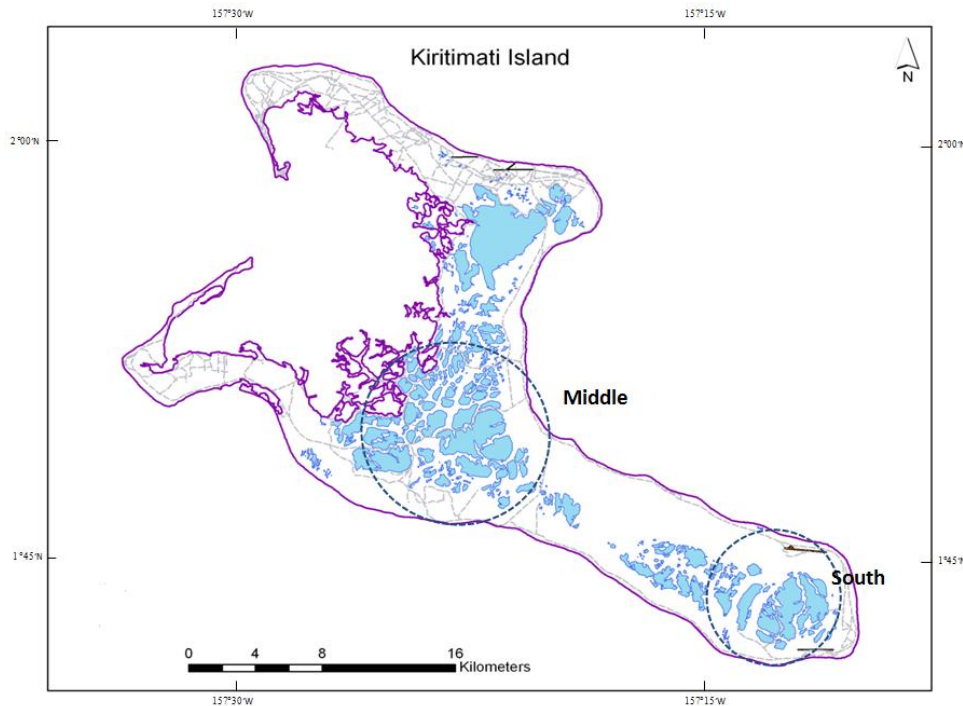 157°30'W 157°15'W
Kiritimati Island
N
2°00'N 2°00'N
Middle
1°45'N 1°45'N
South
0 4 8 16
Kilometers
157°30'W 157°15'W